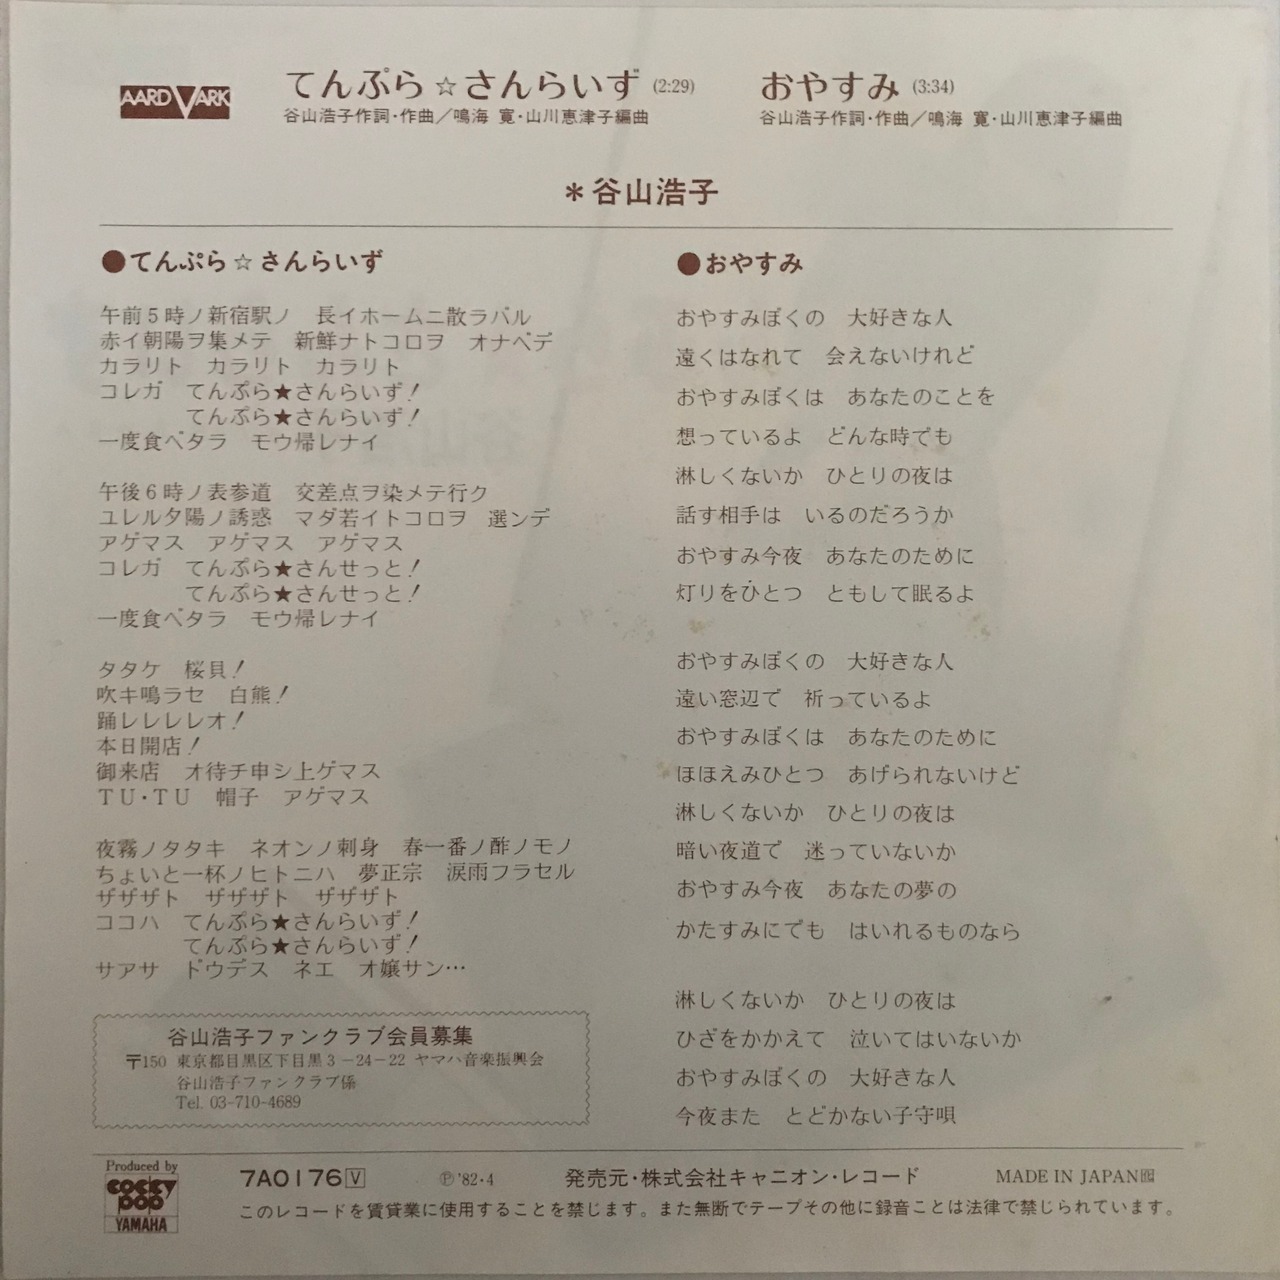 AARDVARK
てんぷら☆さんらいず (2:29)
谷山浩子作詞・作曲／鳴海 寛・山川恵津子編曲
おやすみ (3:34)
谷山浩子作詞・作曲／鳴海 寛・山川恵津子編曲
＊谷山浩子
●てんぷら☆さんらいず
午前5時ノ新宿駅ノ　長イホームニ散ラバル
赤イ朝陽ヲ集メテ　新鮮ナトコロヲ　オナベデ
カラリト　カラリト　カラリト
コレガ　てんぷら★さんらいず！
てんぷら★さんらいず！
一度食ベタラ　モウ帰レナイ
午後6時ノ表参道　交差点ヲ染メテ行ク
ユレル夕陽ノ誘惑　マダ若イトコロヲ　選ンデ
アゲマス　アゲマス　アゲマス
コレガ　てんぷら★さんせっと！
てんぷら★さんせっと！
一度食ベタラ　モウ帰レナイ
タタケ　桜貝！
吹キ鳴ラセ　白熊！
踊レレレレオ！
本日開店！
御来店　オ待チ申シ上ゲマス
TU・TU　帽子　アゲマス
夜霧ノタタキ　ネオンノ刺身　春一番ノ酢ノモノ
ちょいと一杯ノヒトニハ　夢正宗　涙雨フラセル
ザザザト　ザザザト　ザザザト
ココハ　てんぷら★さんらいず！
てんぷら★さんらいず！
サアサ　ドウデス　ネエ　オ嬢サン…
●おやすみ
おやすみぼくの　大好きな人
遠くはなれて　会えないけれど
おやすみぼくは　あなたのことを
想っているよ　どんな時でも
淋しくないか　ひとりの夜は
話す相手は　いるのだろうか
おやすみ今夜　あなたのために
灯りをひとつ　ともして眠るよ
おやすみぼくの　大好きな人
遠い窓辺で　祈っているよ
おやすみぼくは　あなたのために
ほほえみひとつ　あげられないけど
淋しくないか　ひとりの夜は
暗い夜道で　迷っていないか
おやすみ今夜　あなたの夢の
かたすみにでも　はいれるものなら
淋しくないか　ひとりの夜は
ひざをかかえて　泣いてはいないか
おやすみぼくの　大好きな人
今夜また　とどかない子守唄
谷山浩子ファンクラブ会員募集
〒150 東京都目黒区下目黒3－24－22 ヤマハ音楽振興会
谷山浩子ファンクラブ係
Tel. 03-710-4689
Produced by
COCKY POP
YAMAHA
7A0176 V　Ⓟ'82・4　発売元・株式会社キャニオン・レコード　MADE IN JAPAN
このレコードを賃貸業に使用することを禁じます。また無断でテープその他に録音ことは法律で禁じられています。